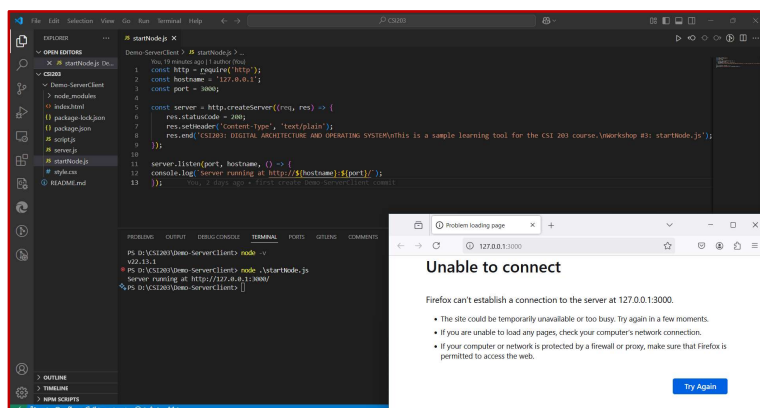 File Edit Selection View Go Run Terminal Help
CSI203
EXPLORER
OPEN EDITORS
JS startNode.js De...
CSI203
Demo-ServerClient
node_modules
index.html
package-lock.json
package.json
JS script.js
JS server.js
JS startNode.js
# style.css
README.md
OUTLINE
TIMELINE
NPM SCRIPTS
JS startNode.js
Demo-ServerClient > JS startNode.js > ...
You, 19 minutes ago | 1 author (You)
1 const http = require('http');
2 const hostname = '127.0.0.1';
3 const port = 3000;
4
5 const server = http.createServer((req, res) => {
6 res.statusCode = 200;
7 res.setHeader('Content-Type', 'text/plain');
8 res.end('CSI203: DIGITAL ARCHITECTURE AND OPERATING SYSTEM\nThis is a sample learning tool for the CSI 203 course.\nWorkshop #3: startNode.js');
9 });
10
11 server.listen(port, hostname, () => {
12 console.log(`Server running at http://${hostname}:${port}/`);
13 }); You, 2 days ago • First create Demo ServerClient commit
PROBLEMS OUTPUT DEBUG CONSOLE TERMINAL PORTS GITLENS COMMENTS
PS D:\CSI203\Demo-ServerClient> node -v
v22.13.1
PS D:\CSI203\Demo-ServerClient> node .\startNode.js
Server running at http://127.0.0.1:3000/
PS D:\CSI203\Demo-ServerClient>
Problem loading page
127.0.0.1:3000
Unable to connect
Firefox can't establish a connection to the server at 127.0.0.1:3000.
• The site could be temporarily unavailable or too busy. Try again in a few moments.
• If you are unable to load any pages, check your computer's network connection.
• If your computer or network is protected by a firewall or proxy, make sure that Firefox is
permitted to access the web.
Try Again